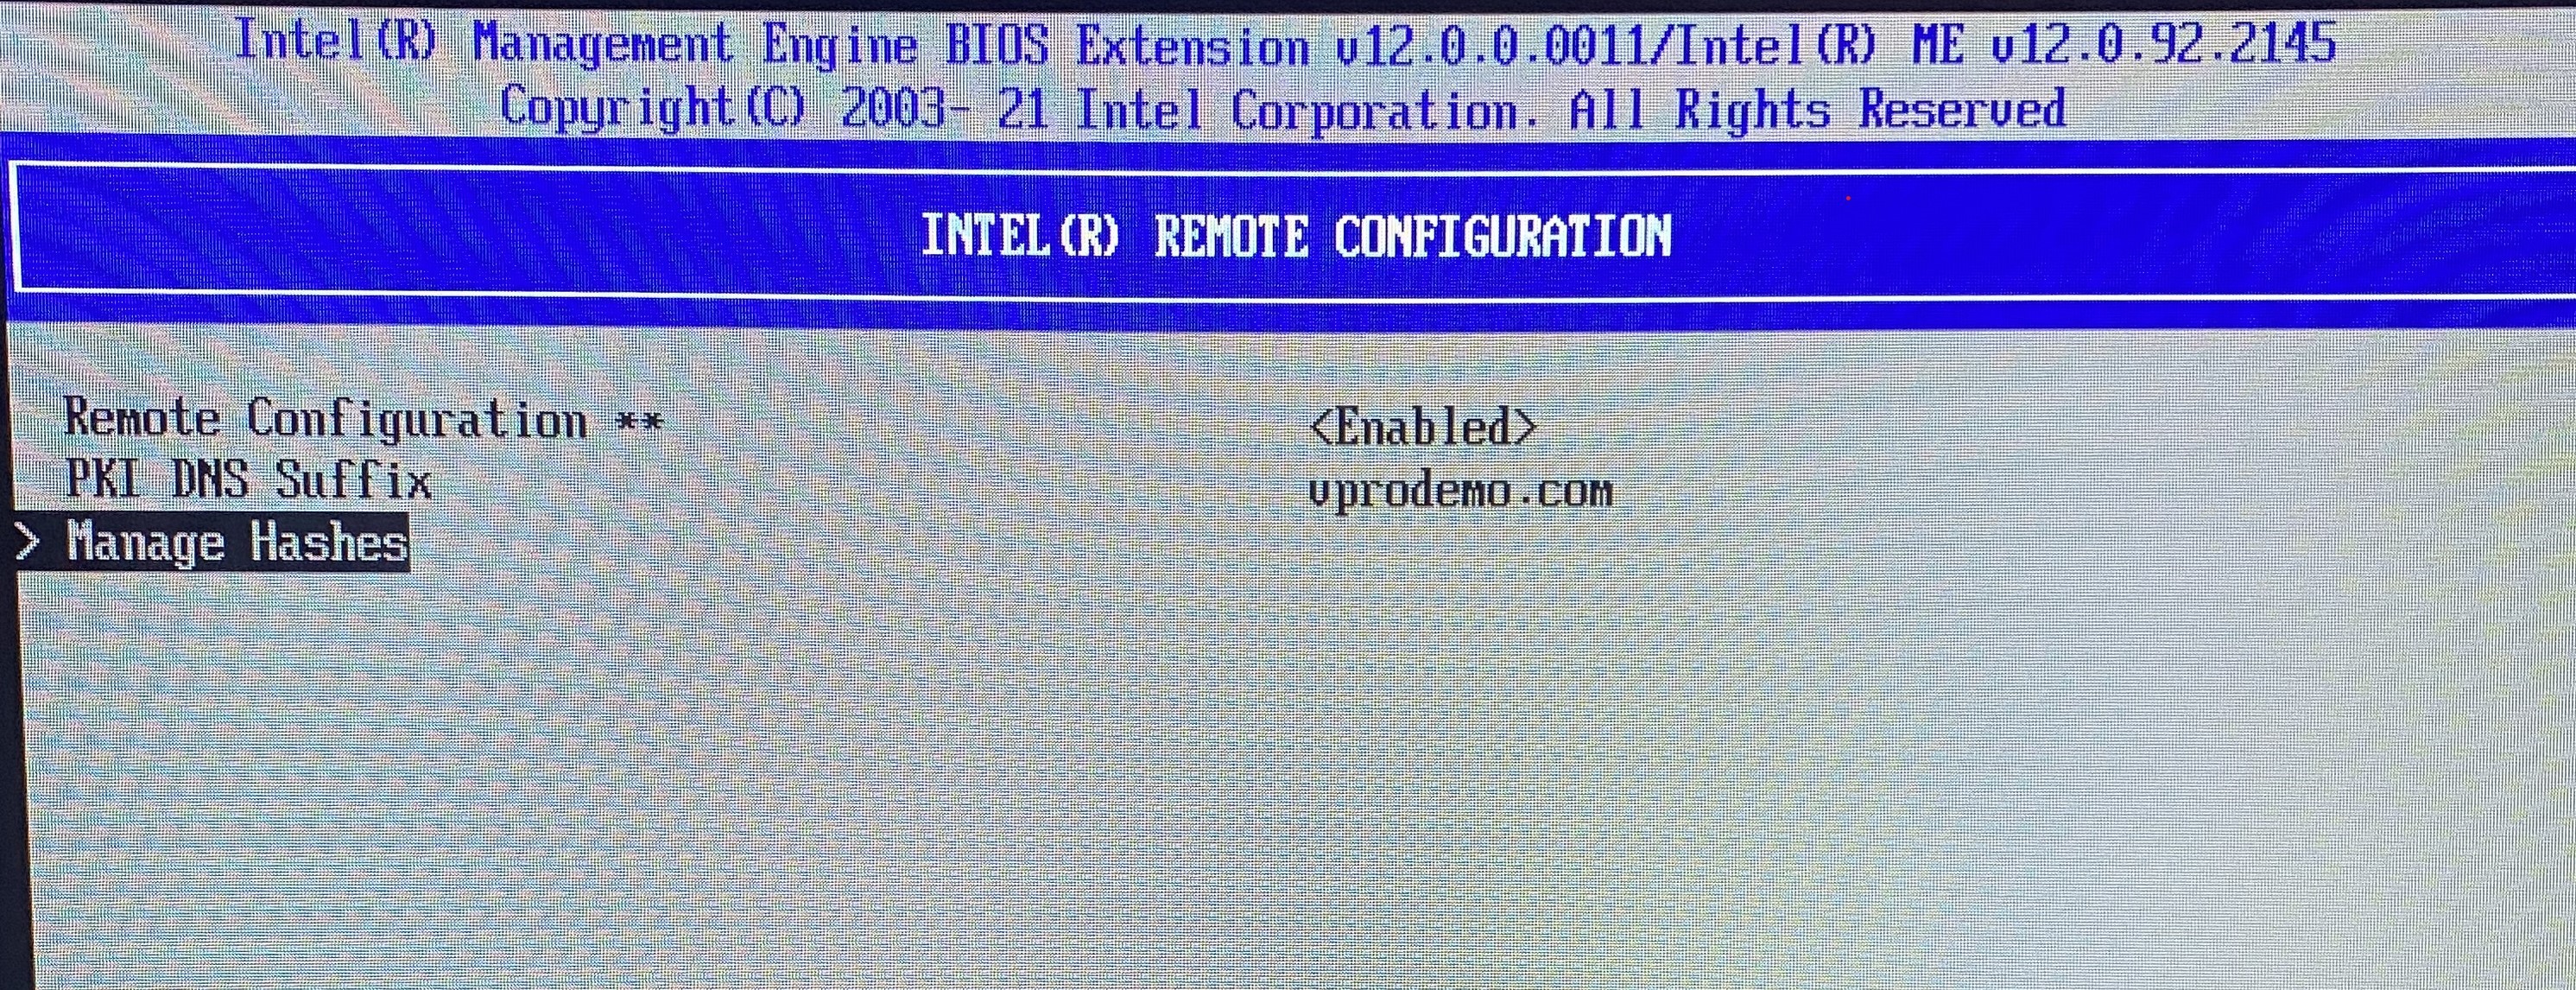 Intel(R) Management Engine BIOS Extension v12.0.0.0011/Intel(R) ME v12.0.92.2145
Copyright(C) 2003- 21 Intel Corporation. All Rights Reserved
INTEL(R) REMOTE CONFIGURATION
Remote Configuration ** <Enabled>
PKI DNS Suffix vprodemo.com
> Manage Hashes